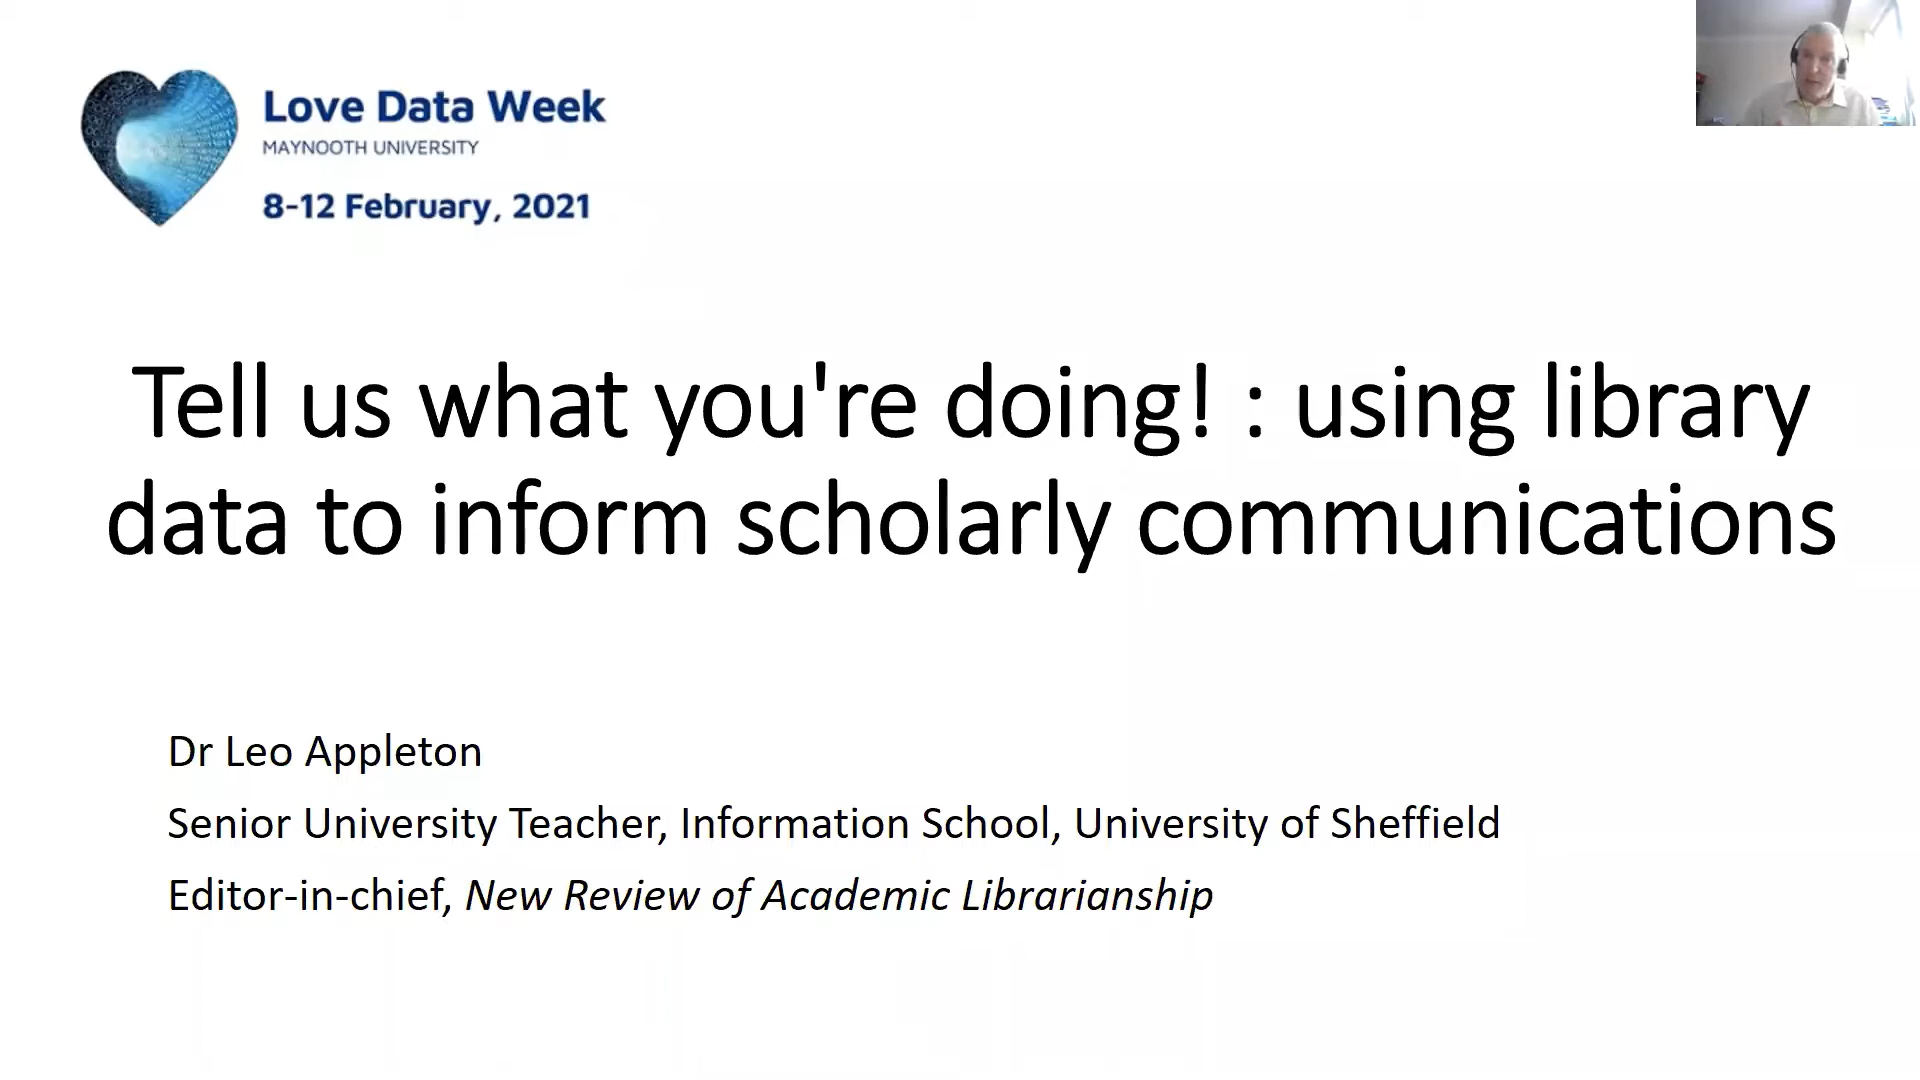 Love Data Week
MAYNOOTH UNIVERSITY
8-12 February, 2021
Tell us what you're doing! : using library
data to inform scholarly communications
Dr Leo Appleton
Senior University Teacher, Information School, University of Sheffield
Editor-in-chief, New Review of Academic Librarianship